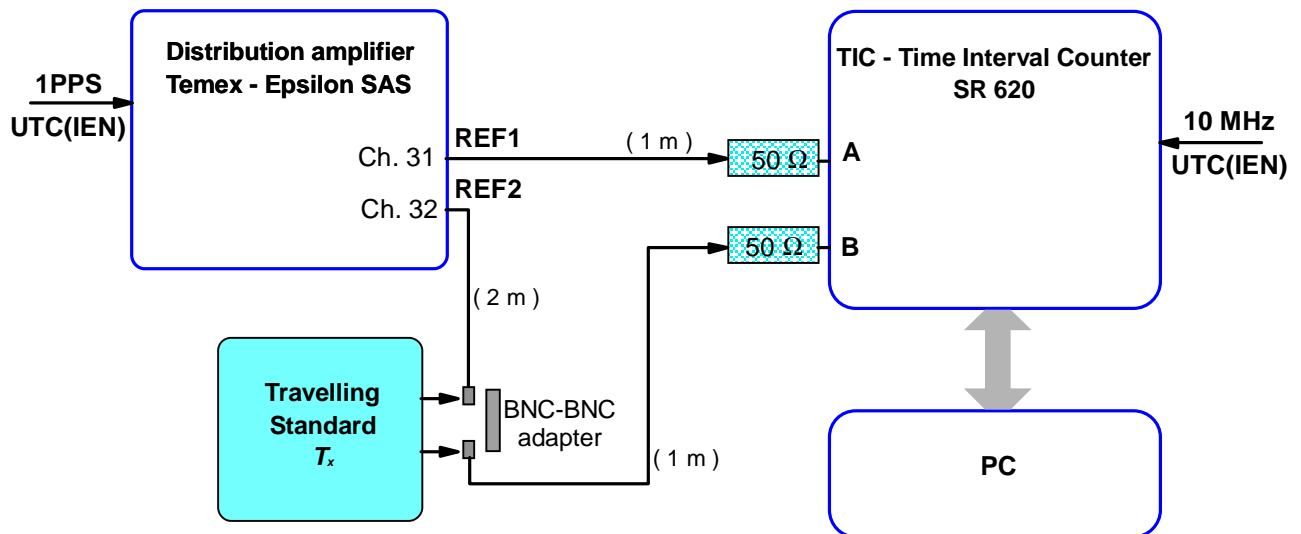 1PPS
UTC(IEN)
Distribution amplifier
Temex - Epsilon SAS
Ch. 31
Ch. 32
REF1
REF2
( 1 m )
( 2 m )
50 Ω
50 Ω
A
B
TIC - Time Interval Counter
SR 620
10 MHz
UTC(IEN)
Travelling
Standard
Tx
BNC-BNC
adapter
( 1 m )
PC